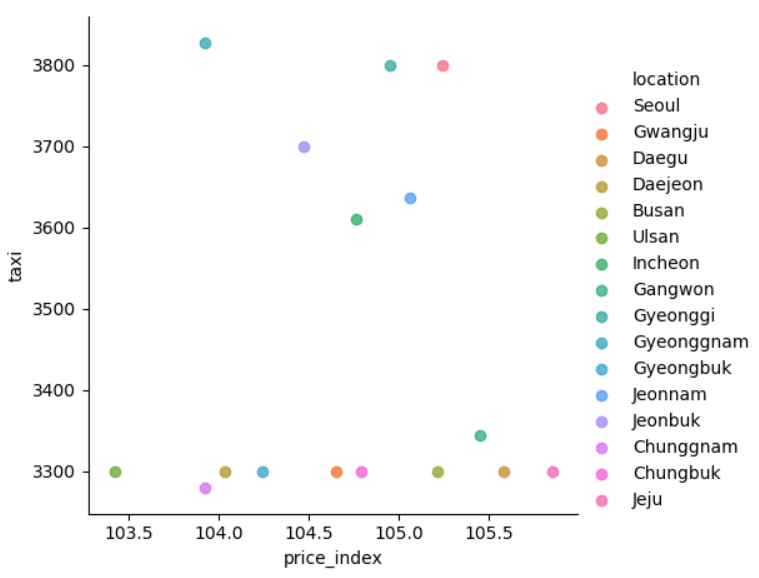 3800
3700
3600
3500
3400
3300
taxi
103.5 104.0 104.5 105.0 105.5
price_index
location
Seoul
Gwangju
Daegu
Daejeon
Busan
Ulsan
Incheon
Gangwon
Gyeonggi
Gyeonggnam
Gyeongbuk
Jeonnam
Jeonbuk
Chunggnam
Chungbuk
Jeju